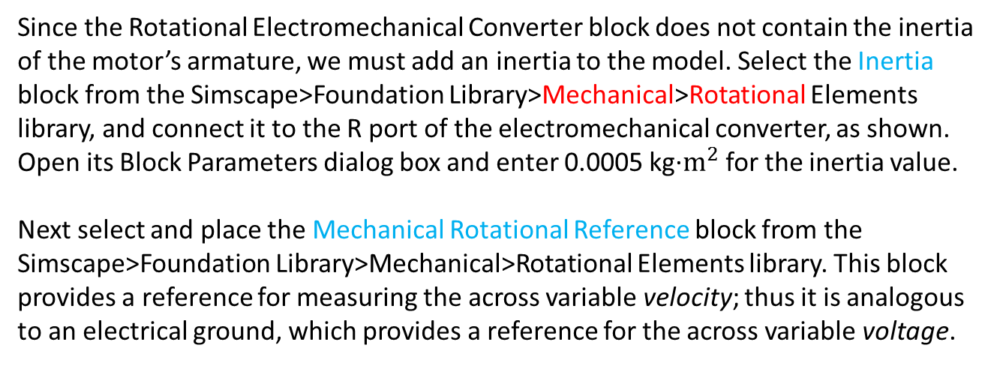 Since the Rotational Electromechanical Converter block does not contain the inertia
of the motor’s armature, we must add an inertia to the model. Select the Inertia
block from the Simscape>Foundation Library>Mechanical>Rotational Elements
library, and connect it to the R port of the electromechanical converter, as shown.
Open its Block Parameters dialog box and enter 0.0005 kg·m² for the inertia value.
Next select and place the Mechanical Rotational Reference block from the
Simscape>Foundation Library>Mechanical>Rotational Elements library. This block
provides a reference for measuring the across variable velocity; thus it is analogous
to an electrical ground, which provides a reference for the across variable voltage.